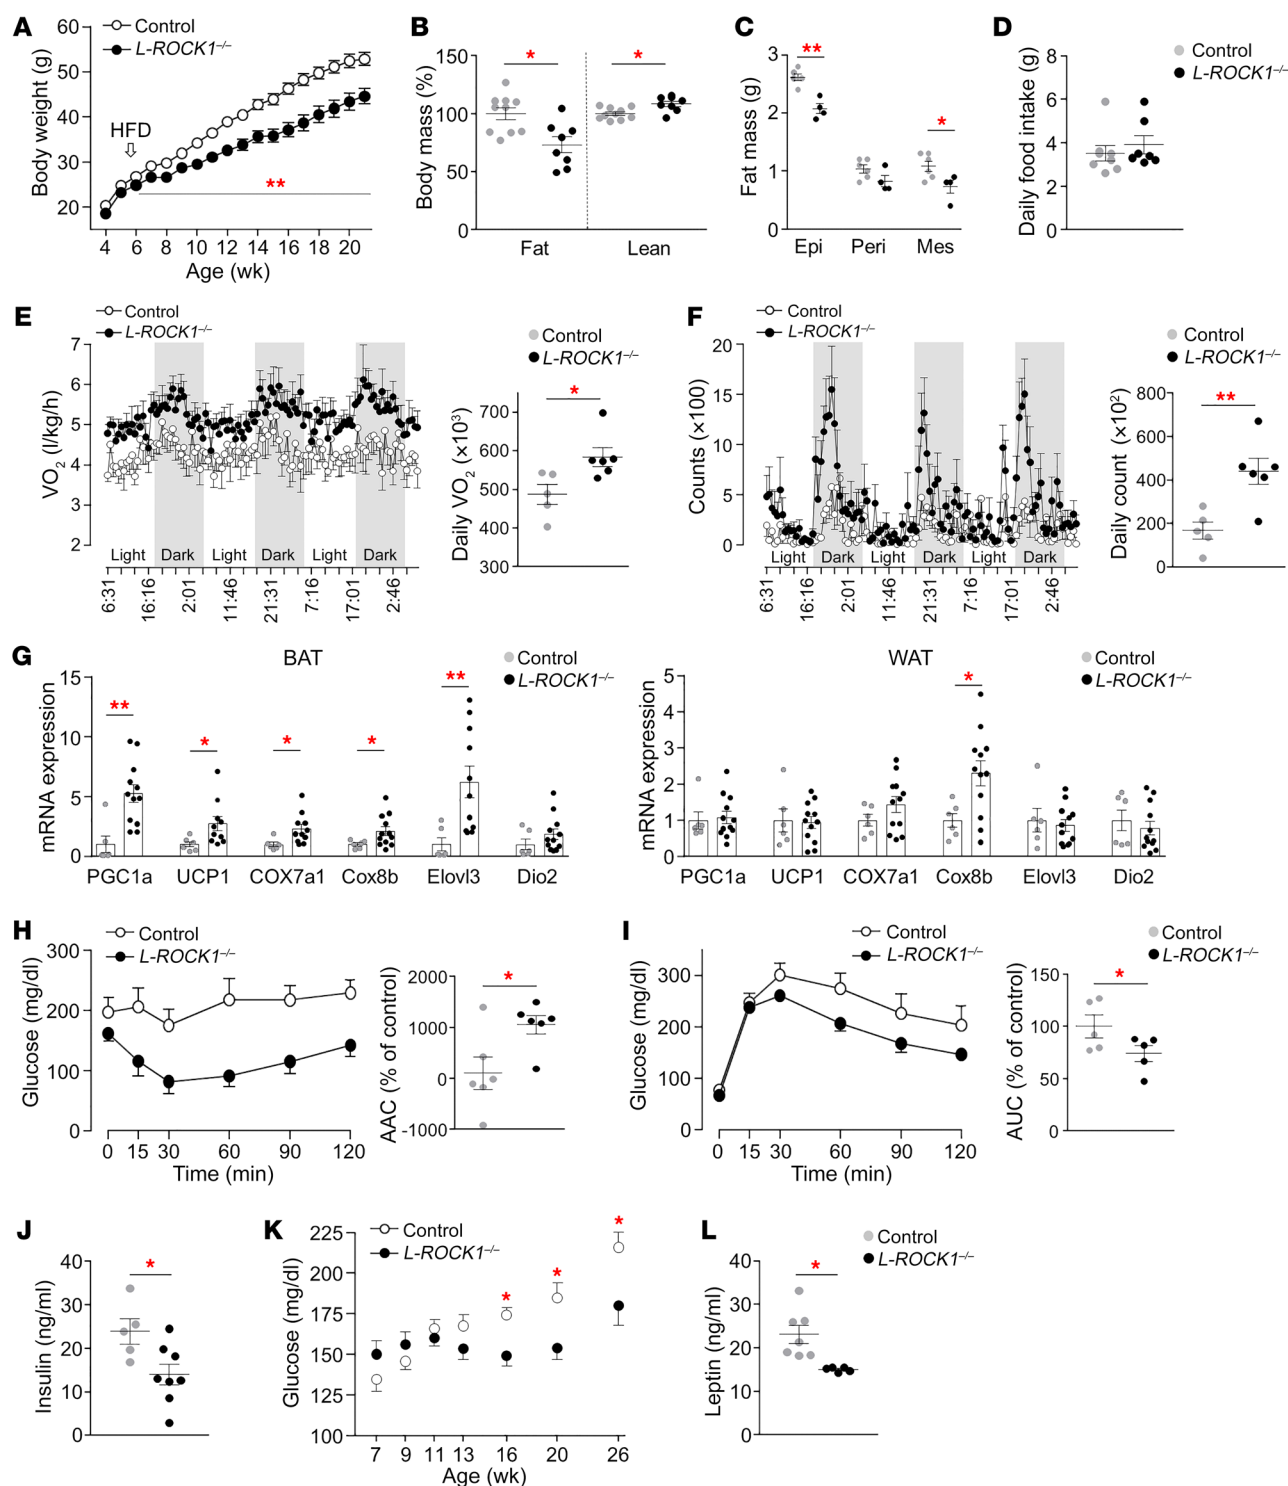 A
Control
L-ROCK1–/–
Body weight (g)
60
50
40
30
20
HFD
**
4 6 8 10 12 14 16 18 20
Age (wk)
B
Body mass (%)
150
100
50
0
* *
Fat Lean
C
Fat mass (g)
3
2
1
0
**
*
Epi Peri Mes
D
Control
L-ROCK1–/–
Daily food intake (g)
8
6
4
2
0
E
Control
L-ROCK1–/–
VO2 (l/kg/h)
7
6
5
4
3
2
Light Dark Light Dark Light Dark
6:31 16:16 2:01 11:46 21:31 7:16 17:01 2:46
Control
L-ROCK1–/–
Daily VO2 (×103)
*
700
600
500
400
300
F
Control
L-ROCK1–/–
Counts (×100)
20
15
10
5
0
Light Dark Light Dark Light Dark
6:31 16:16 2:01 11:46 21:31 7:16 17:01 2:46
Control
L-ROCK1–/–
Daily count (×102)
**
800
600
400
200
0
G
BAT
Control
L-ROCK1–/–
mRNA expression
15
10
5
0
** * * * **
PGC1a UCP1 COX7a1 Cox8b Elovl3 Dio2
WAT
Control
L-ROCK1–/–
mRNA expression
5
4
3
2
1
0
*
PGC1a UCP1 COX7a1 Cox8b Elovl3 Dio2
H
Control
L-ROCK1–/–
Glucose (mg/dl)
300
200
100
0
0 15 30 60 90 120
Time (min)
AAC (% of control)
2000
1000
0
-1000
*
I
Control
L-ROCK1–/–
Glucose (mg/dl)
300
200
100
0
0 15 30 60 90 120
Time (min)
Control
L-ROCK1–/–
AUC (% of control)
150
100
50
0
*
J
Insulin (ng/ml)
40
30
20
10
0
*
K
Control
L-ROCK1–/–
Glucose (mg/dl)
225
200
175
150
125
100
* * *
7 9 11 13 16 20 26
Age (wk)
L
Control
L-ROCK1–/–
Leptin (ng/ml)
40
30
20
10
0
*